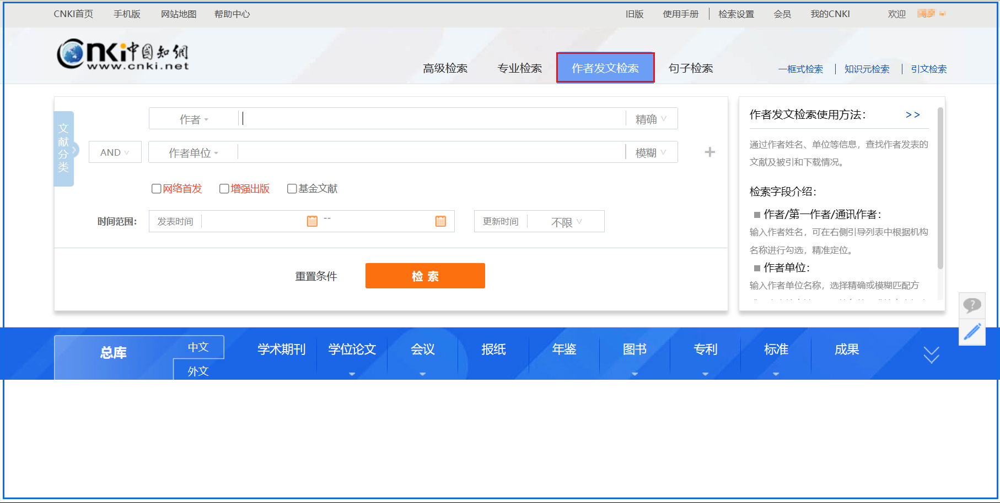 CNKI首页 手机版 网站地图 帮助中心 旧版 使用手册 检索设置 会员 我的CNKI 欢迎
Cnki中国知網
www.cnki.net
高级检索 专业检索 作者发文检索 句子检索 一框式检索 知识元检索 引文检索
文献分类
作者 精确
AND 作者单位 模糊 +
网络首发 增强出版 基金文献
时间范围: 发表时间 -- 更新时间 不限
重置条件 检索
作者发文检索使用方法: >>
通过作者姓名、单位等信息，查找作者发表的
文献及被引和下载情况。
检索字段介绍:
作者/第一作者/通讯作者:
输入作者姓名，可在右侧引导列表中根据机构
名称进行勾选，精准定位。
作者单位:
输入作者单位名称，选择精确或模糊匹配方
?
总库 中文 学术期刊 学位论文 会议 报纸 年鉴 图书 专利 标准 成果
外文